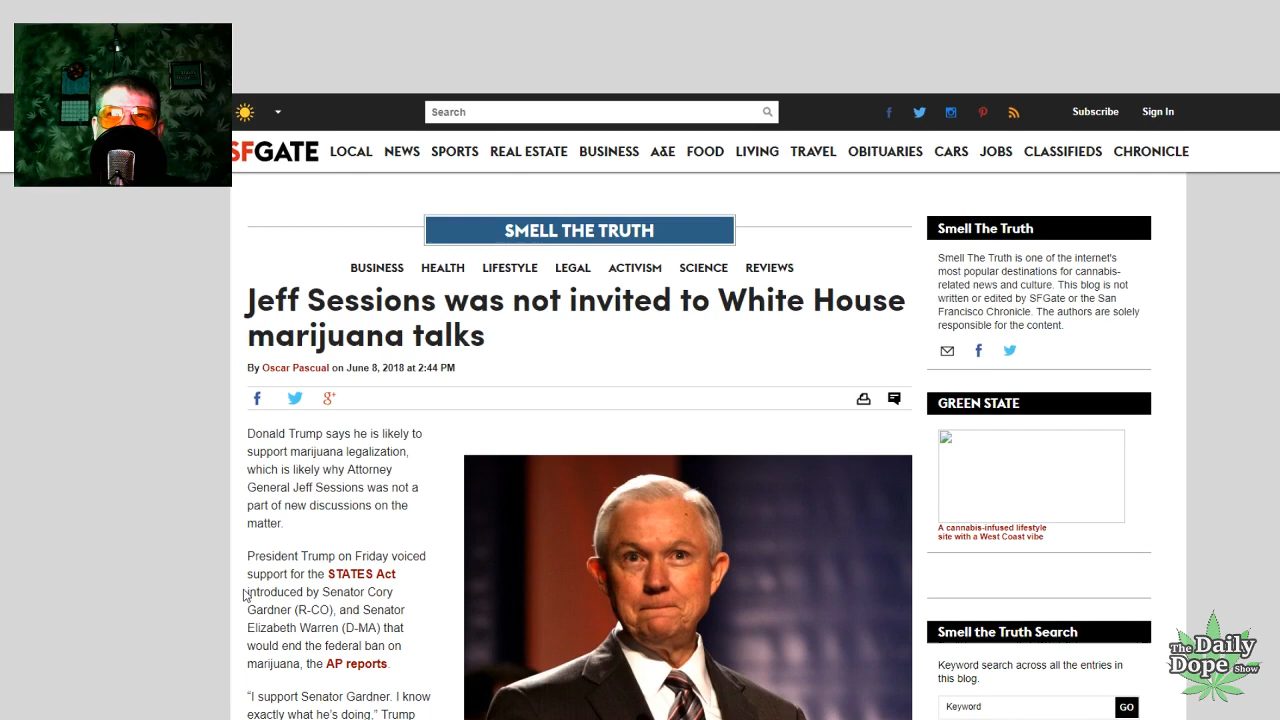 Search
Subscribe
Sign In
SFGATE
LOCAL
NEWS
SPORTS
REAL ESTATE
BUSINESS
A&E
FOOD
LIVING
TRAVEL
OBITUARIES
CARS
JOBS
CLASSIFIEDS
CHRONICLE
SMELL THE TRUTH
BUSINESS
HEALTH
LIFESTYLE
LEGAL
ACTIVISM
SCIENCE
REVIEWS
Jeff Sessions was not invited to White House
marijuana talks
By Oscar Pascual on June 8, 2018 at 2:44 PM
Donald Trump says he is likely to
support marijuana legalization,
which is likely why Attorney
General Jeff Sessions was not a
part of new discussions on the
matter.
President Trump on Friday voiced
support for the STATES Act
introduced by Senator Cory
Gardner (R-CO), and Senator
Elizabeth Warren (D-MA) that
would end the federal ban on
marijuana, the AP reports.
“I support Senator Gardner. I know
exactly what he’s doing,” Trump
Smell The Truth
Smell The Truth is one of the internet's
most popular destinations for cannabis-
related news and culture. This blog is not
written or edited by SFGate or the San
Francisco Chronicle. The authors are solely
responsible for the content.
GREEN STATE
A cannabis-infused lifestyle
site with a West Coast vibe
Smell the Truth Search
Keyword search across all the entries in
this blog.
Keyword
GO
The Daily
Dope Show